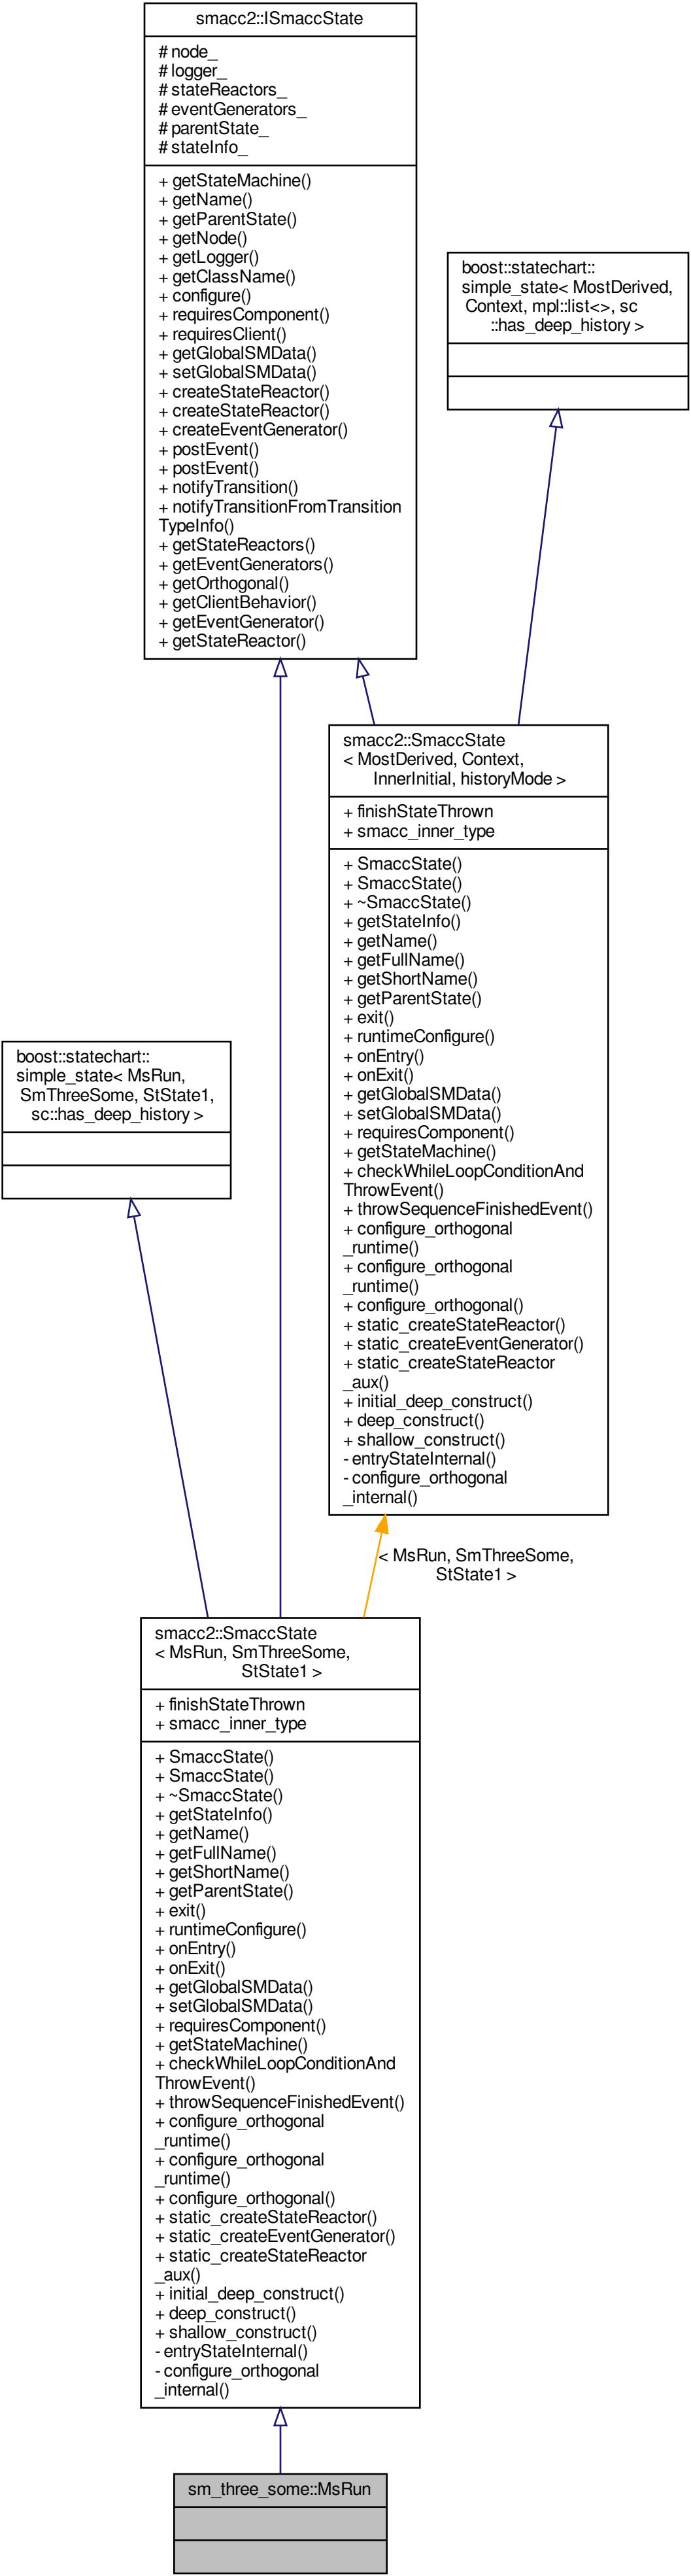 smacc2::ISmaccState
# node_
# logger_
# stateReactors_
# eventGenerators_
# parentState_
# stateInfo_
+ getStateMachine()
+ getName()
+ getParentState()
+ getNode()
+ getLogger()
+ getClassName()
+ configure()
+ requiresComponent()
+ requiresClient()
+ getGlobalSMData()
+ setGlobalSMData()
+ createStateReactor()
+ createStateReactor()
+ createEventGenerator()
+ postEvent()
+ postEvent()
+ notifyTransition()
+ notifyTransitionFromTransition
TypeInfo()
+ getStateReactors()
+ getEventGenerators()
+ getOrthogonal()
+ getClientBehavior()
+ getEventGenerator()
+ getStateReactor()
boost::statechart::
simple_state< MostDerived,
Context, mpl::list<>, sc
::has_deep_history >
smacc2::SmaccState
< MostDerived, Context,
InnerInitial, historyMode >
+ finishStateThrown
+ smacc_inner_type
+ SmaccState()
+ SmaccState()
+ ~SmaccState()
+ getStateInfo()
+ getName()
+ getFullName()
+ getShortName()
+ getParentState()
+ exit()
+ runtimeConfigure()
+ onEntry()
+ onExit()
+ getGlobalSMData()
+ setGlobalSMData()
+ requiresComponent()
+ getStateMachine()
+ checkWhileLoopConditionAnd
ThrowEvent()
+ throwSequenceFinishedEvent()
+ configure_orthogonal
_runtime()
+ configure_orthogonal
_runtime()
+ configure_orthogonal()
+ static_createStateReactor()
+ static_createEventGenerator()
+ static_createStateReactor
_aux()
+ initial_deep_construct()
+ deep_construct()
+ shallow_construct()
- entryStateInternal()
- configure_orthogonal
_internal()
boost::statechart::
simple_state< MsRun,
SmThreeSome, StState1,
sc::has_deep_history >
< MsRun, SmThreeSome,
StState1 >
smacc2::SmaccState
< MsRun, SmThreeSome,
StState1 >
+ finishStateThrown
+ smacc_inner_type
+ SmaccState()
+ SmaccState()
+ ~SmaccState()
+ getStateInfo()
+ getName()
+ getFullName()
+ getShortName()
+ getParentState()
+ exit()
+ runtimeConfigure()
+ onEntry()
+ onExit()
+ getGlobalSMData()
+ setGlobalSMData()
+ requiresComponent()
+ getStateMachine()
+ checkWhileLoopConditionAnd
ThrowEvent()
+ throwSequenceFinishedEvent()
+ configure_orthogonal
_runtime()
+ configure_orthogonal
_runtime()
+ configure_orthogonal()
+ static_createStateReactor()
+ static_createEventGenerator()
+ static_createStateReactor
_aux()
+ initial_deep_construct()
+ deep_construct()
+ shallow_construct()
- entryStateInternal()
- configure_orthogonal
_internal()
sm_three_some::MsRun